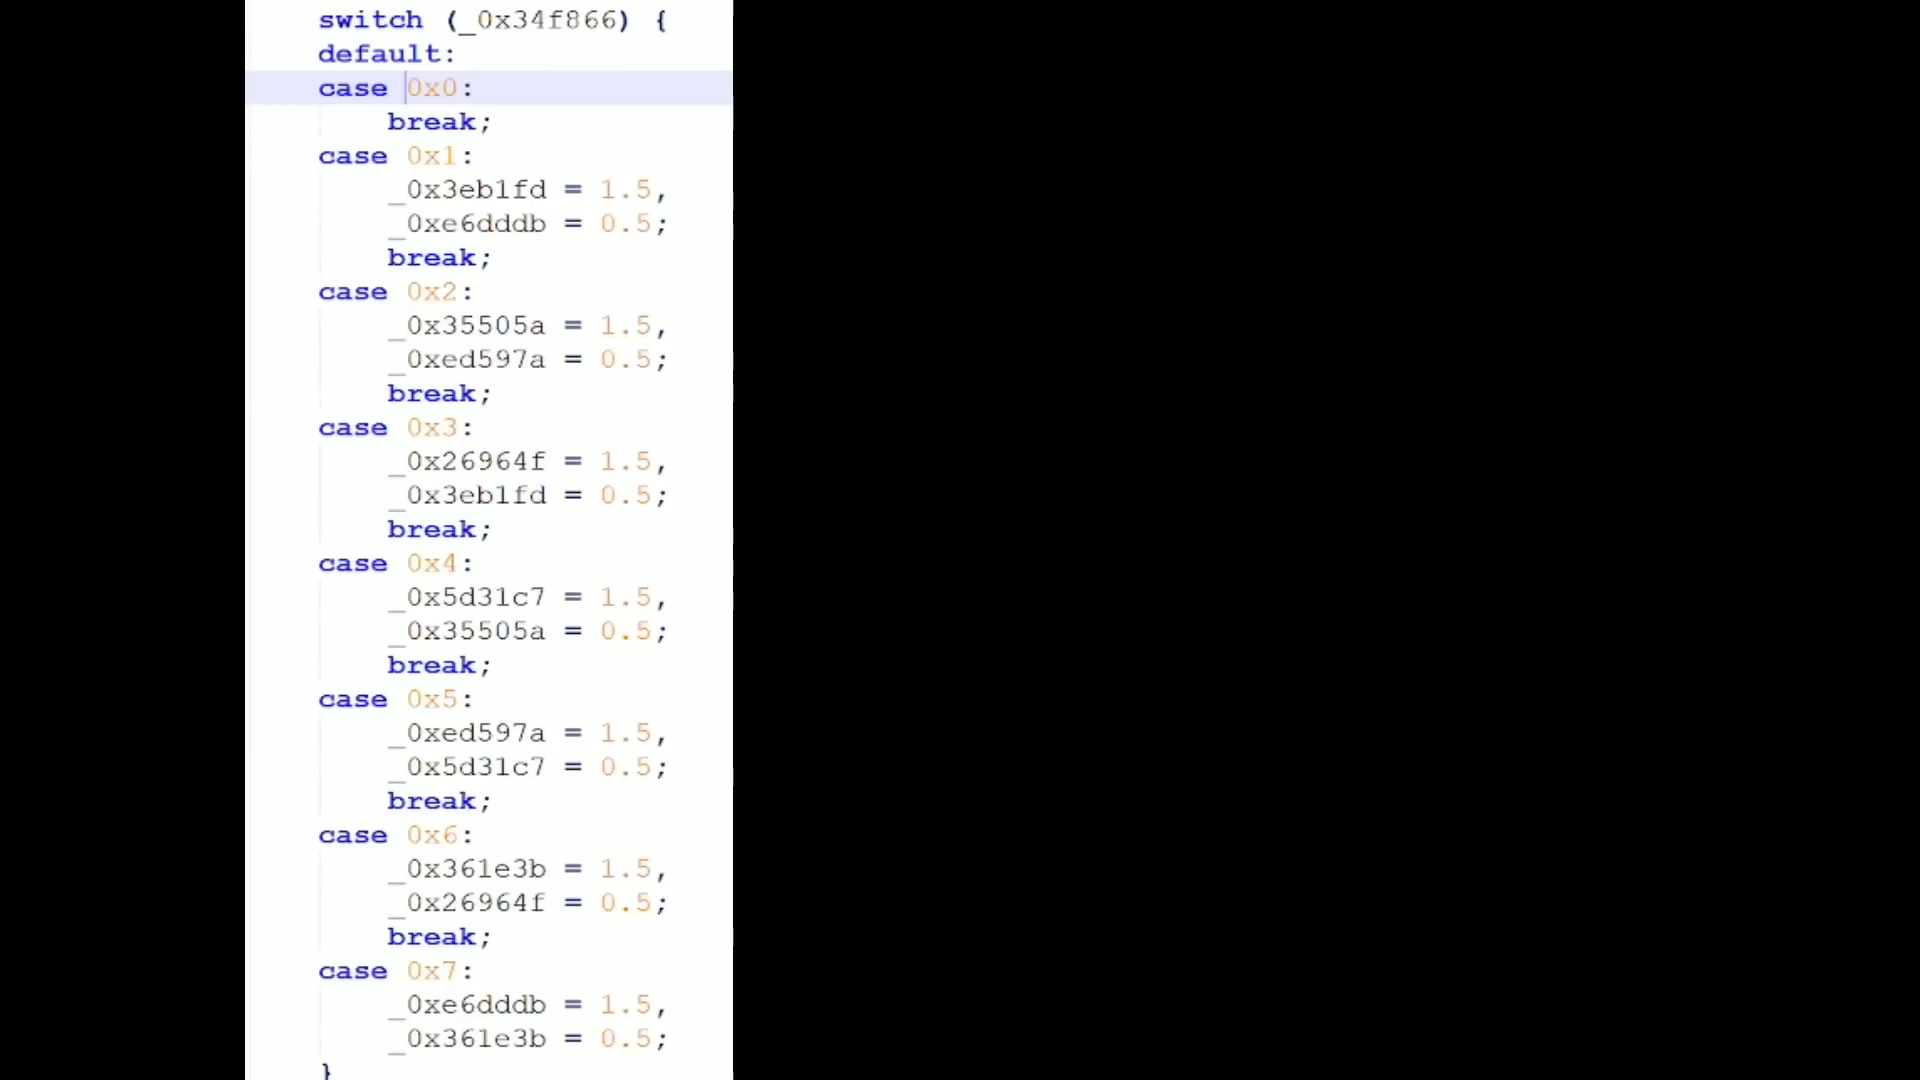 switch (_0x34f866) {
default:
case 0x0:
break;
case 0x1:
_0x3eb1fd = 1.5,
_0xe6dddb = 0.5;
break;
case 0x2:
_0x35505a = 1.5,
_0xed597a = 0.5;
break;
case 0x3:
_0x26964f = 1.5,
_0x3eb1fd = 0.5;
break;
case 0x4:
_0x5d31c7 = 1.5,
_0x35505a = 0.5;
break;
case 0x5:
_0xed597a = 1.5,
_0x5d31c7 = 0.5;
break;
case 0x6:
_0x361e3b = 1.5,
_0x26964f = 0.5;
break;
case 0x7:
_0xe6dddb = 1.5,
_0x361e3b = 0.5;
}